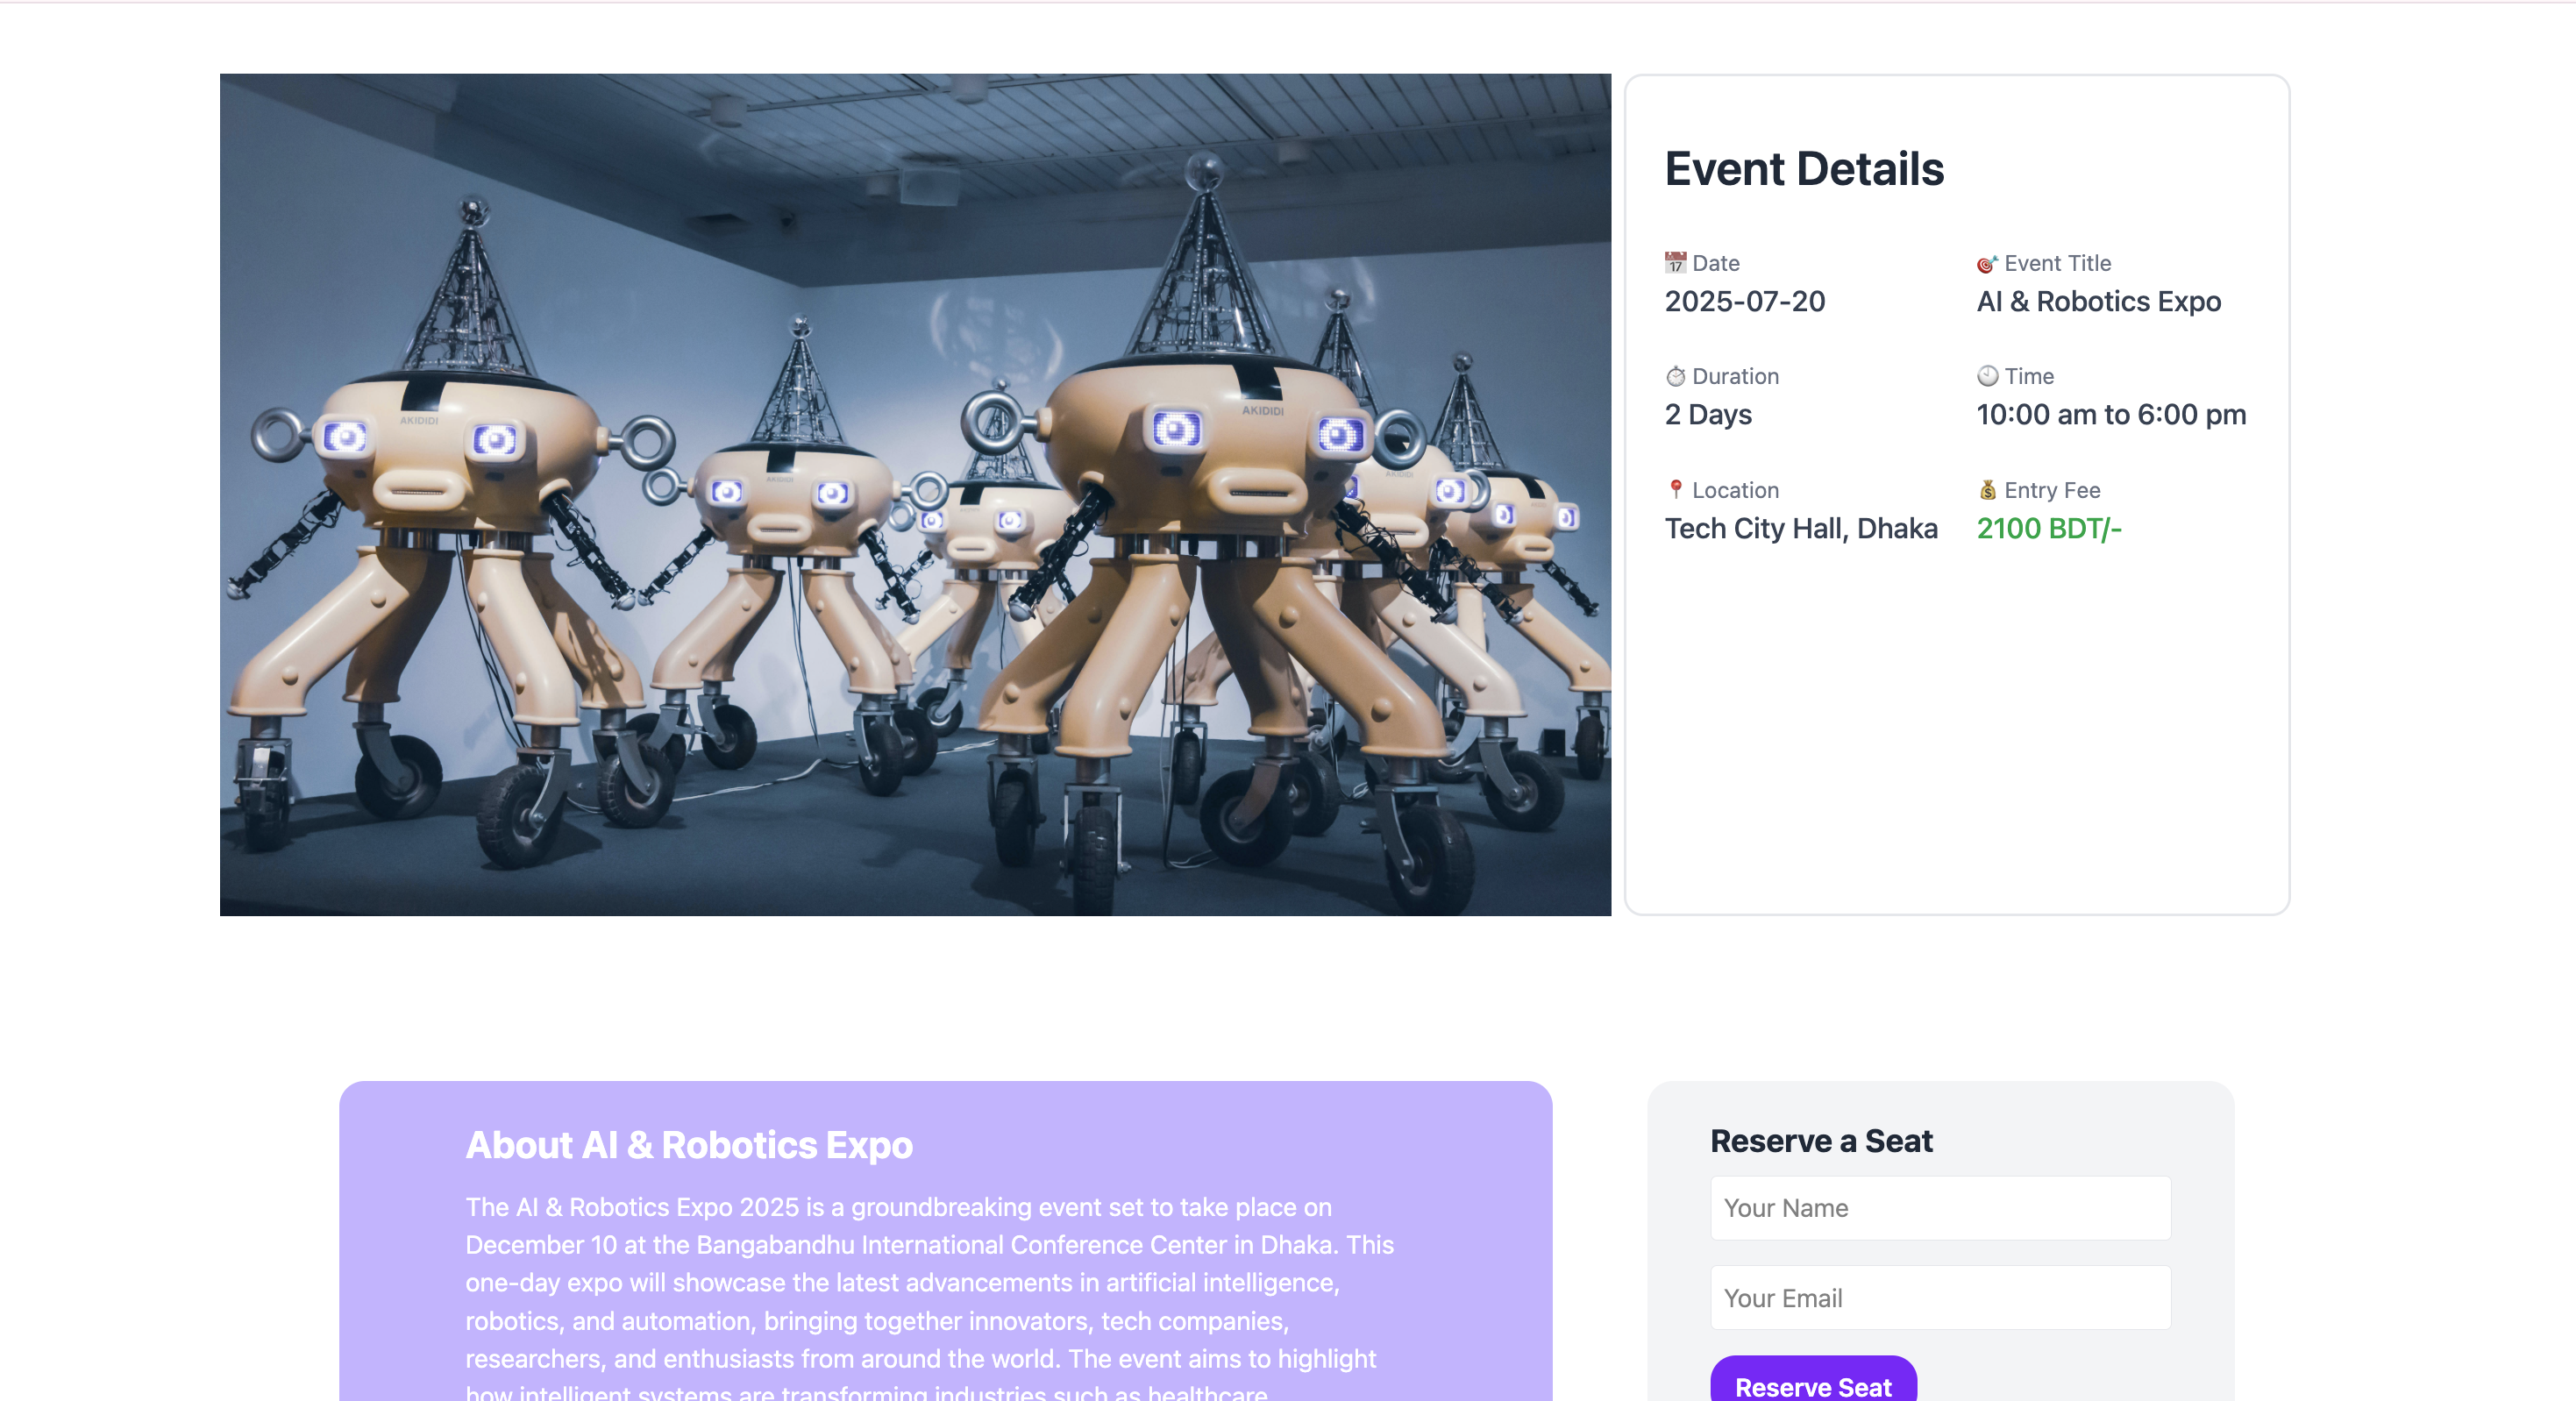 AKIDIDI
AKIDIDI
AKIDIDI
AKIDIDI
Event Details
📅 Date
2025-07-20
🎯 Event Title
AI & Robotics Expo
⏱ Duration
2 Days
🕙 Time
10:00 am to 6:00 pm
📍 Location
Tech City Hall, Dhaka
💰 Entry Fee
2100 BDT/-
About AI & Robotics Expo
The AI & Robotics Expo 2025 is a groundbreaking event set to take place on
December 10 at the Bangabandhu International Conference Center in Dhaka. This
one-day expo will showcase the latest advancements in artificial intelligence,
robotics, and automation, bringing together innovators, tech companies,
researchers, and enthusiasts from around the world. The event aims to highlight
how intelligent systems are transforming industries such as healthcare,
Reserve a Seat
Your Name
Your Email
Reserve Seat